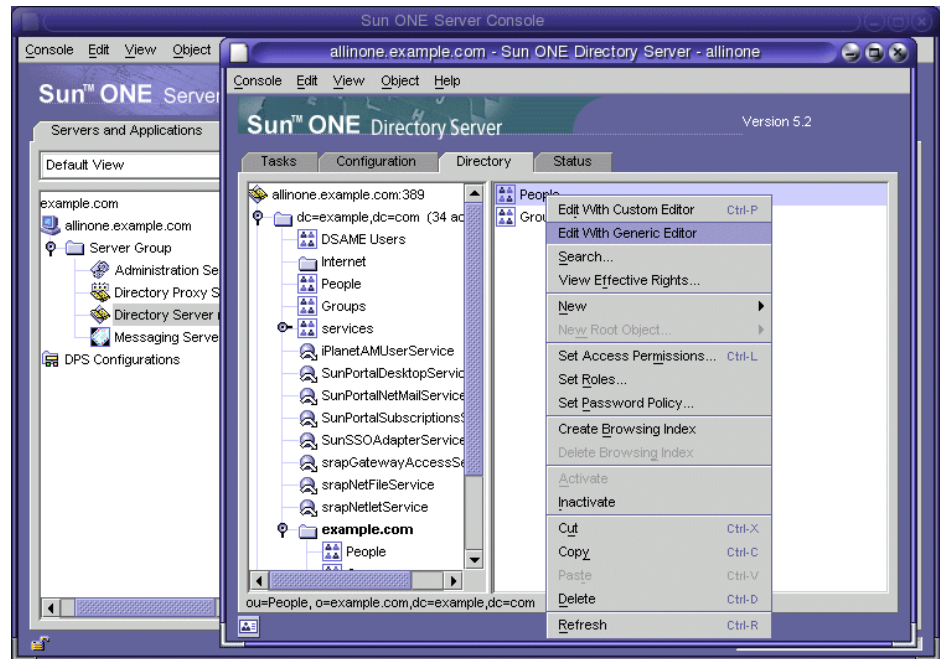 Sun ONE Server Console
Console Edit View Object
allinone.example.com - Sun ONE Directory Server - allinone
Console Edit View Object Help
Sun™ ONE Server
Sun™ ONE Directory Server
Version 5.2
Servers and Applications
Tasks Configuration Directory Status
Default View
example.com
allinone.example.com
Server Group
Administration Se
Directory Proxy S
Directory Server
Messaging Serve
DPS Configurations
allinone.example.com:389
dc=example,dc=com (34 ac
DSAME Users
Internet
People
Groups
services
iPlanetAMUserService
SunPortalDesktopServic
SunPortalNetMailService
SunPortalSubscriptionsS
SunSSOAdapterService
srapGatewayAccessSe
srapNetFileService
srapNetletService
example.com
People
People
Grou
Edit With Custom Editor Ctrl-P
Edit With Generic Editor
Search...
View Effective Rights...
New
New Root Object...
Set Access Permissions... Ctrl-L
Set Roles...
Set Password Policy...
Create Browsing Index
Delete Browsing Index
Activate
Inactivate
Cut Ctrl-X
Copy Ctrl-C
Paste Ctrl-V
Delete Ctrl-D
Refresh Ctrl-R
ou=People, o=example.com,dc=example,dc=com